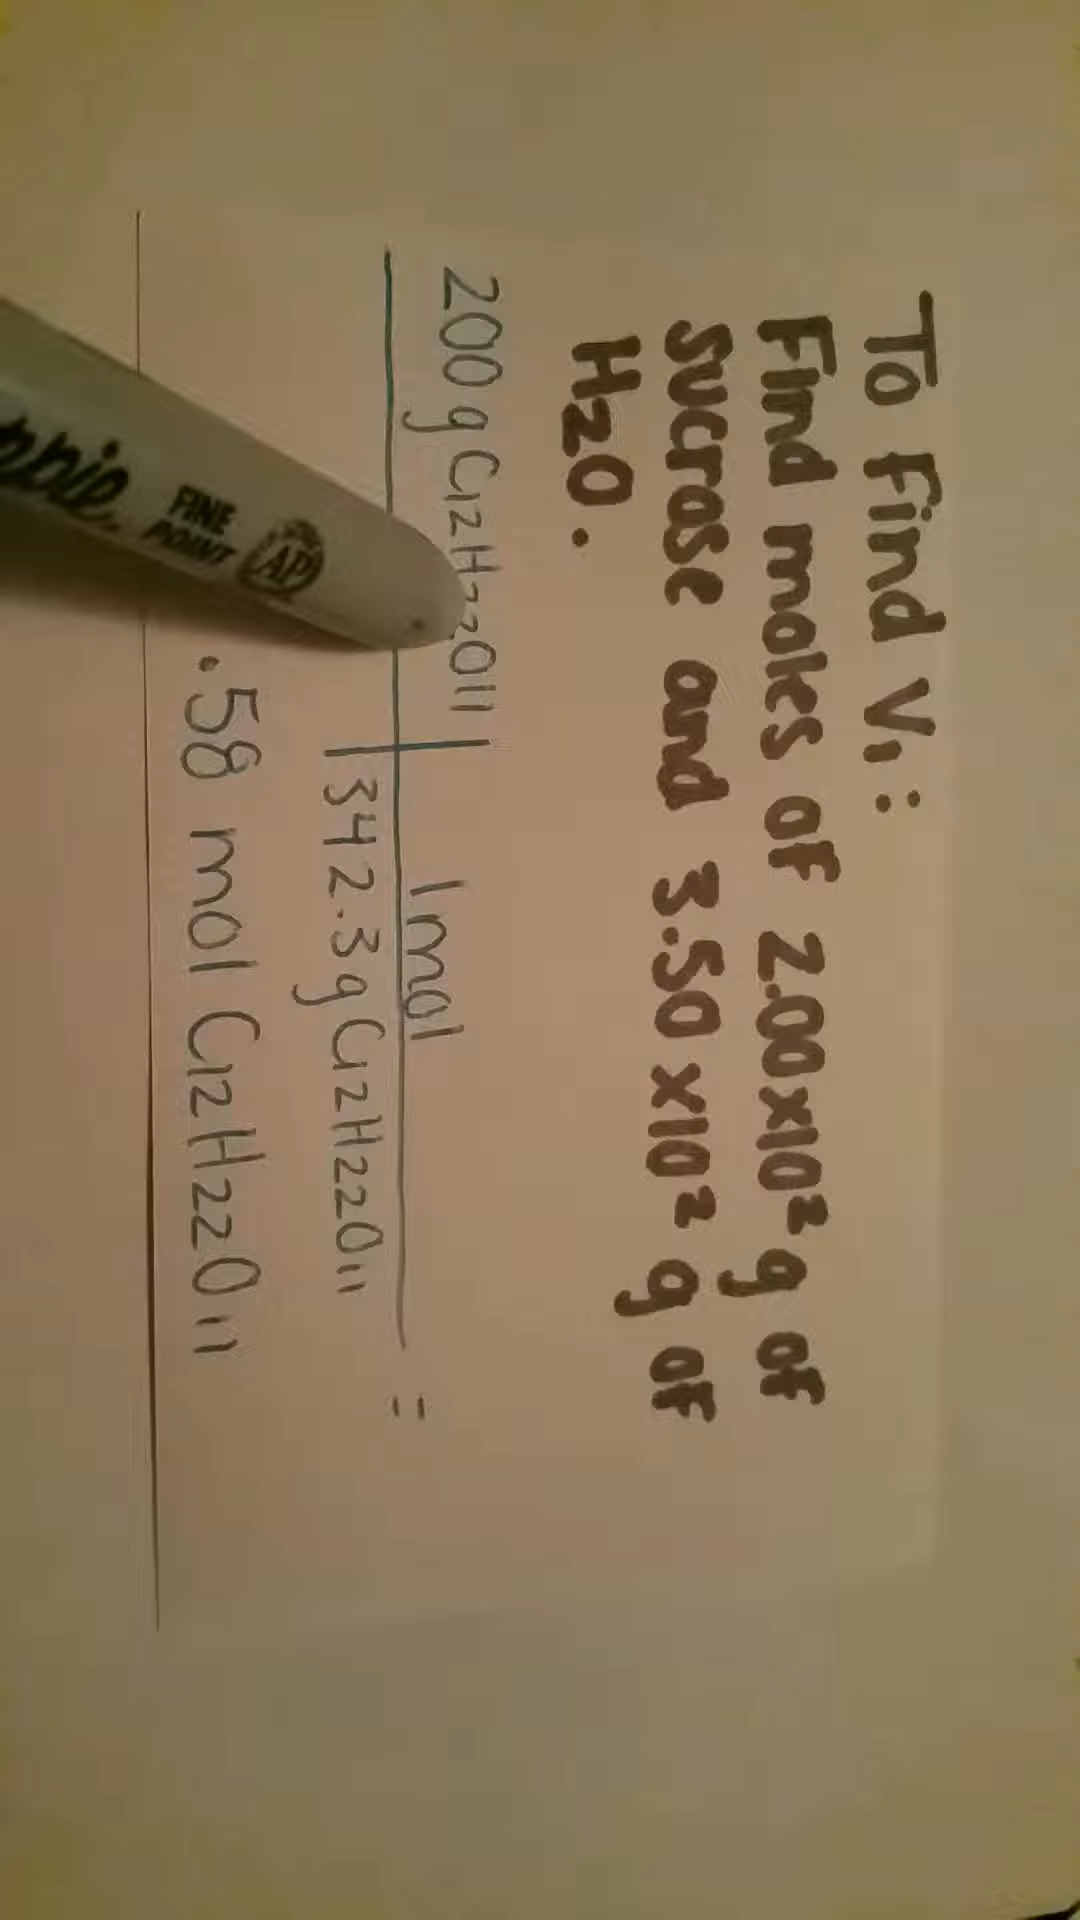 To Find V₁:
Find moles of 2.00x10² g of
sucrose and 3.50x10² g of
H₂O.
200 g C₁₂H₂₂O11 1 mol =
342.3g C₁₂H₂₂O₁₁
.58 mol C₁₂H₂₂O₁₁
FINE
POINT
AP